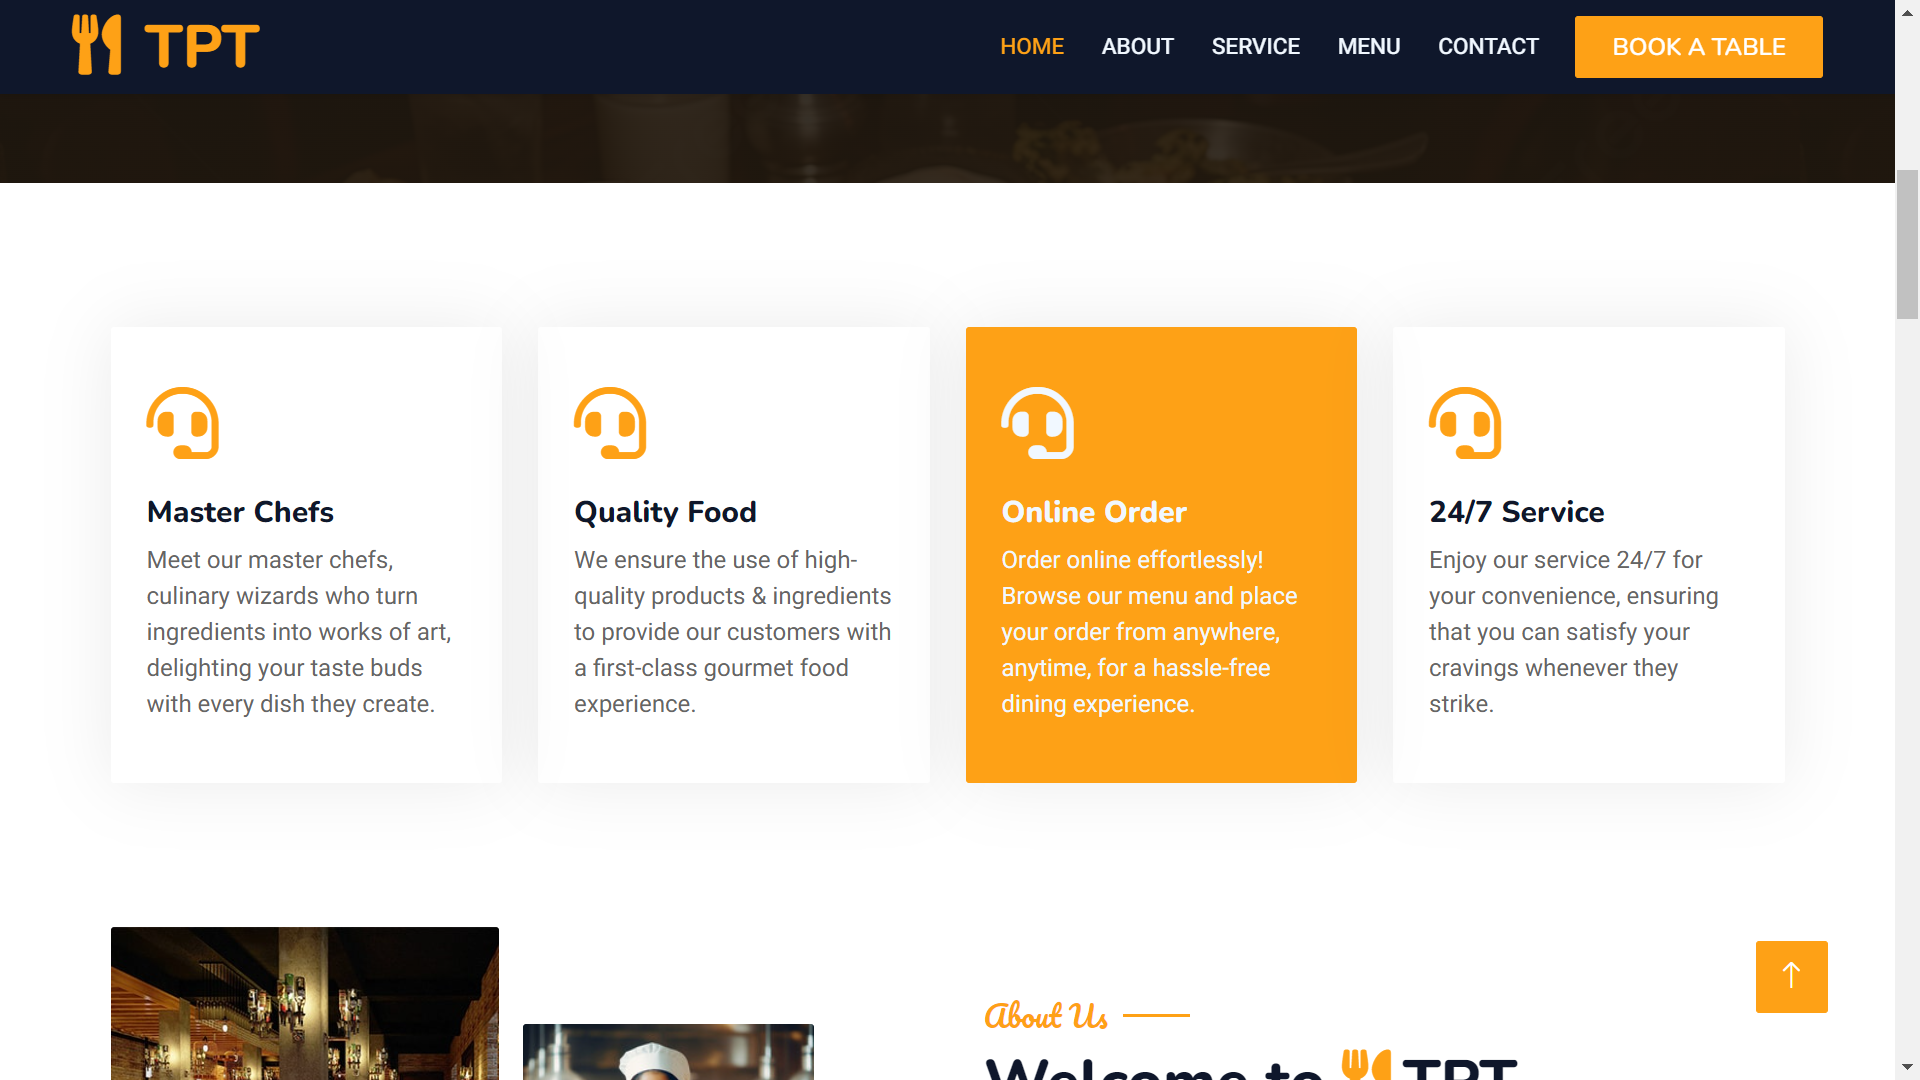 TPT
HOME ABOUT SERVICE MENU CONTACT BOOK A TABLE
Master Chefs
Meet our master chefs,
culinary wizards who turn
ingredients into works of art,
delighting your taste buds
with every dish they create.
Quality Food
We ensure the use of high-
quality products & ingredients
to provide our customers with
a first-class gourmet food
experience.
Online Order
Order online effortlessly!
Browse our menu and place
your order from anywhere,
anytime, for a hassle-free
dining experience.
24/7 Service
Enjoy our service 24/7 for
your convenience, ensuring
that you can satisfy your
cravings whenever they
strike.
About Us
Welcome to TPT